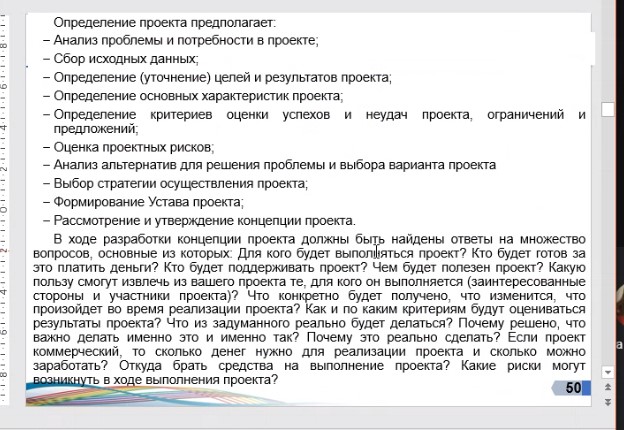 Определение проекта предполагает:
– Анализ проблемы и потребности в проекте;
– Сбор исходных данных;
– Определение (уточнение) целей и результатов проекта;
– Определение основных характеристик проекта;
– Определение критериев оценки успехов и неудач проекта, ограничений и
предложений;
– Оценка проектных рисков;
– Анализ альтернатив для решения проблемы и выбора варианта проекта
– Выбор стратегии осуществления проекта;
– Формирование Устава проекта;
– Рассмотрение и утверждение концепции проекта.
В ходе разработки концепции проекта должны быть найдены ответы на множество
вопросов, основные из которых: Для кого будет выполняться проект? Кто будет готов за
это платить деньги? Кто будет поддерживать проект? Чем будет полезен проект? Какую
пользу смогут извлечь из вашего проекта те, для кого он выполняется (заинтересованные
стороны и участники проекта)? Что конкретно будет получено, что изменится, что
произойдет во время реализации проекта? Как и по каким критериям будут оцениваться
результаты проекта? Что из задуманного реально будет делаться? Почему решено, что
важно делать именно это и именно так? Почему это реально сделать? Если проект
коммерческий, то сколько денег нужно для реализации проекта и сколько можно
заработать? Откуда брать средства на выполнение проекта? Какие риски могут
возникнуть в ходе выполнения проекта?
50